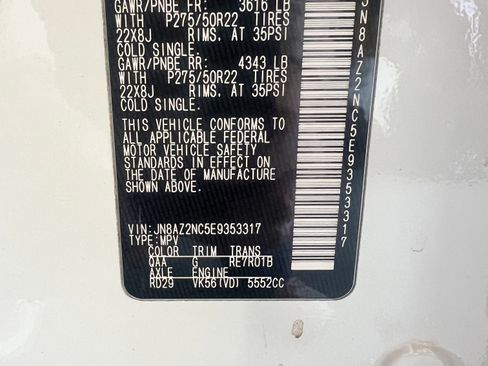 GAWR/PNBE FR: 3616 LB
WITH P275/50R22 TIRES
22X8J RIMS, AT 35PSI
COLD SINGLE.
GAWR/PNBE RR: 4343 LB
WITH P275/50R22 TIRES
22X8J RIMS, AT 35PSI
COLD SINGLE.
THIS VEHICLE CONFORMS TO
ALL APPLICABLE FEDERAL
MOTOR VEHICLE SAFETY
STANDARDS IN EFFECT ON
THE DATE OF MANUFACTURE
SHOWN ABOVE.
VIN: JN8AZ2NC5E9353317
TYPE: MPV
COLOR TRIM TRANS
QAA G RE7R01B
AXLE ENGINE
RD29 VK56(VD) 5552CC
JN8AZ2NC5E9353317